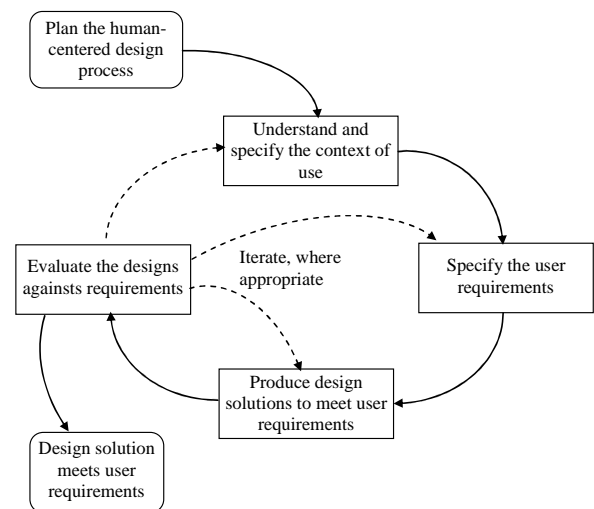 Plan the human-
centered design
process
Understand and
specify the context of
use
Evaluate the designs
againsts requirements
Iterate, where
appropriate
Specify the user
requirements
Produce design
solutions to meet user
requirements
Design solution
meets user
requirements